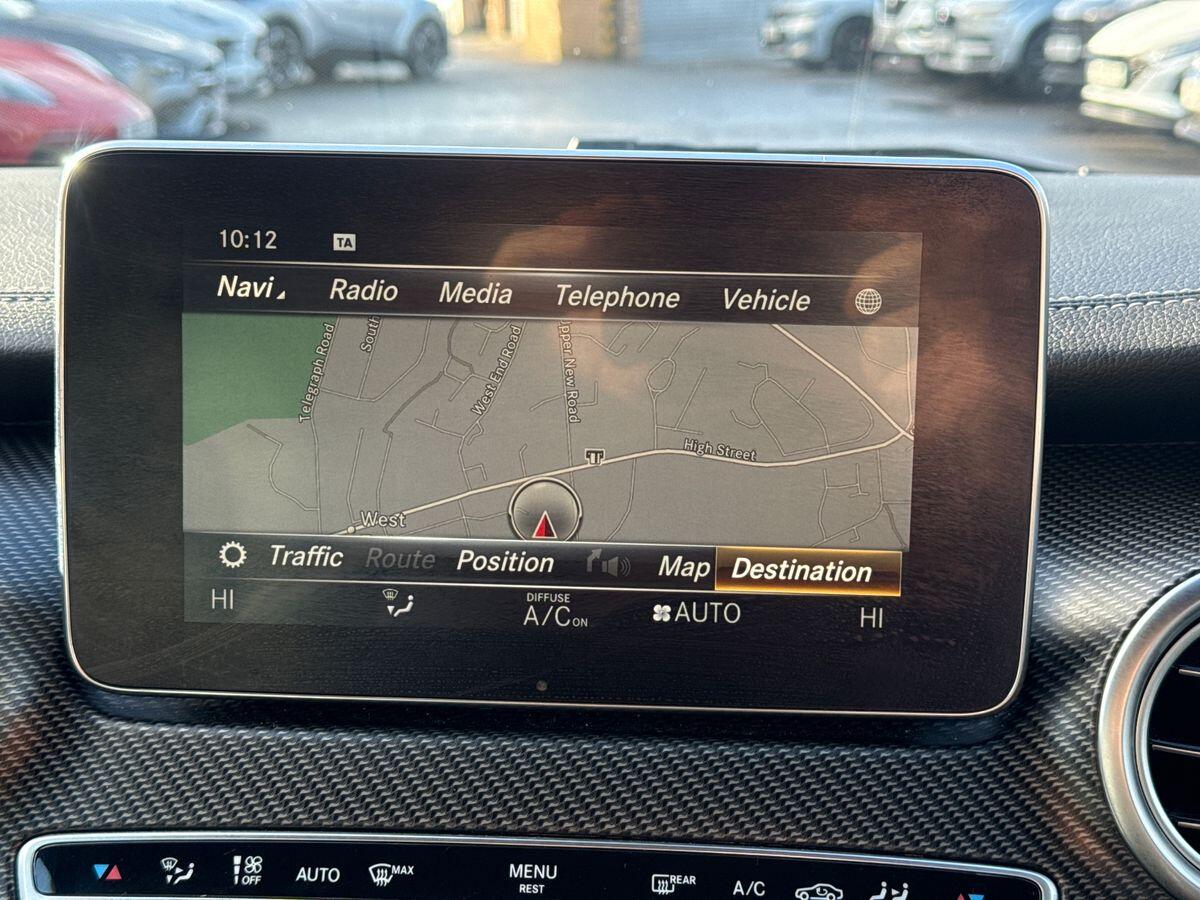 10:12 TA
Navi Radio Media Telephone Vehicle
Telegraph Road
South
West End Road
Upper New Road
High Street
West
Traffic Route Position Map Destination
HI DIFFUSE A/C ON AUTO HI
OFF AUTO MAX MENU REST REAR A/C